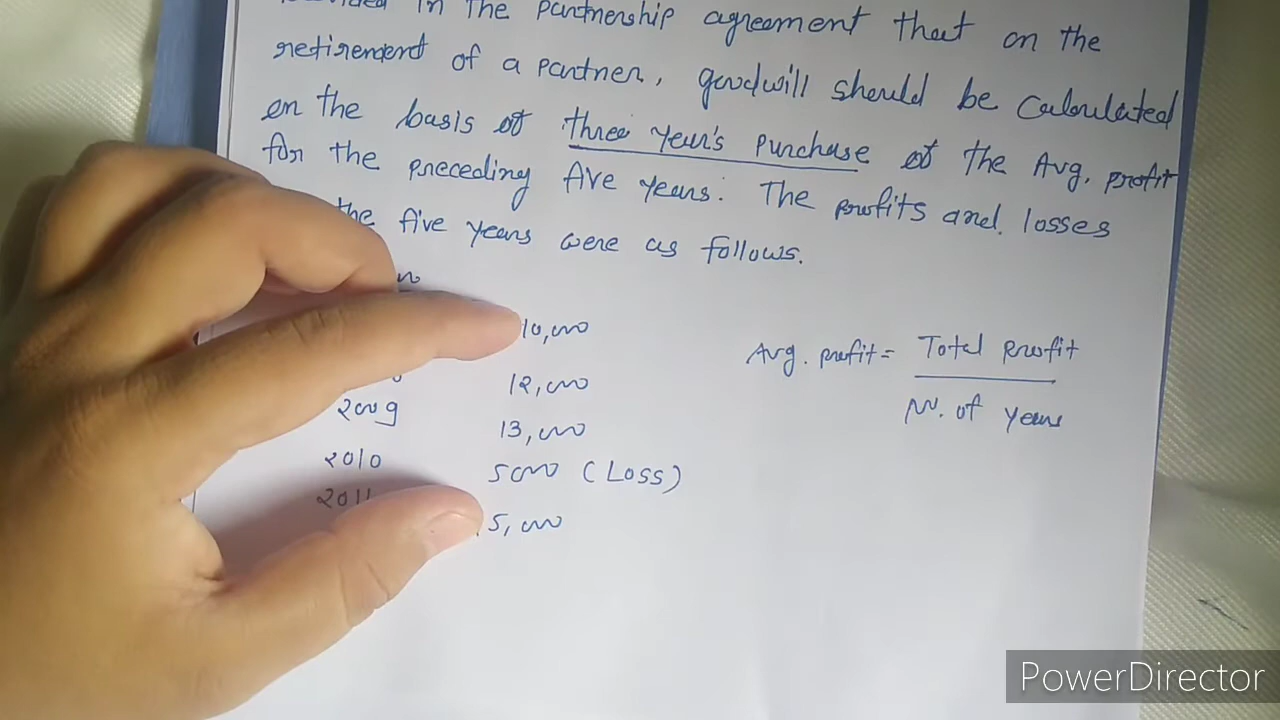 in the partnership agreement that on the
retirement of a partner, goodwill should be calculated
on the basis of three year's purchase of the Avg. profit
for the preceding five years. The profits and losses
the five years were as follows.
10,000
12,000
2009 13,000
2010 5000 (Loss)
2011 5,000
Avg. profit = Total profit
No. of years
PowerDirector